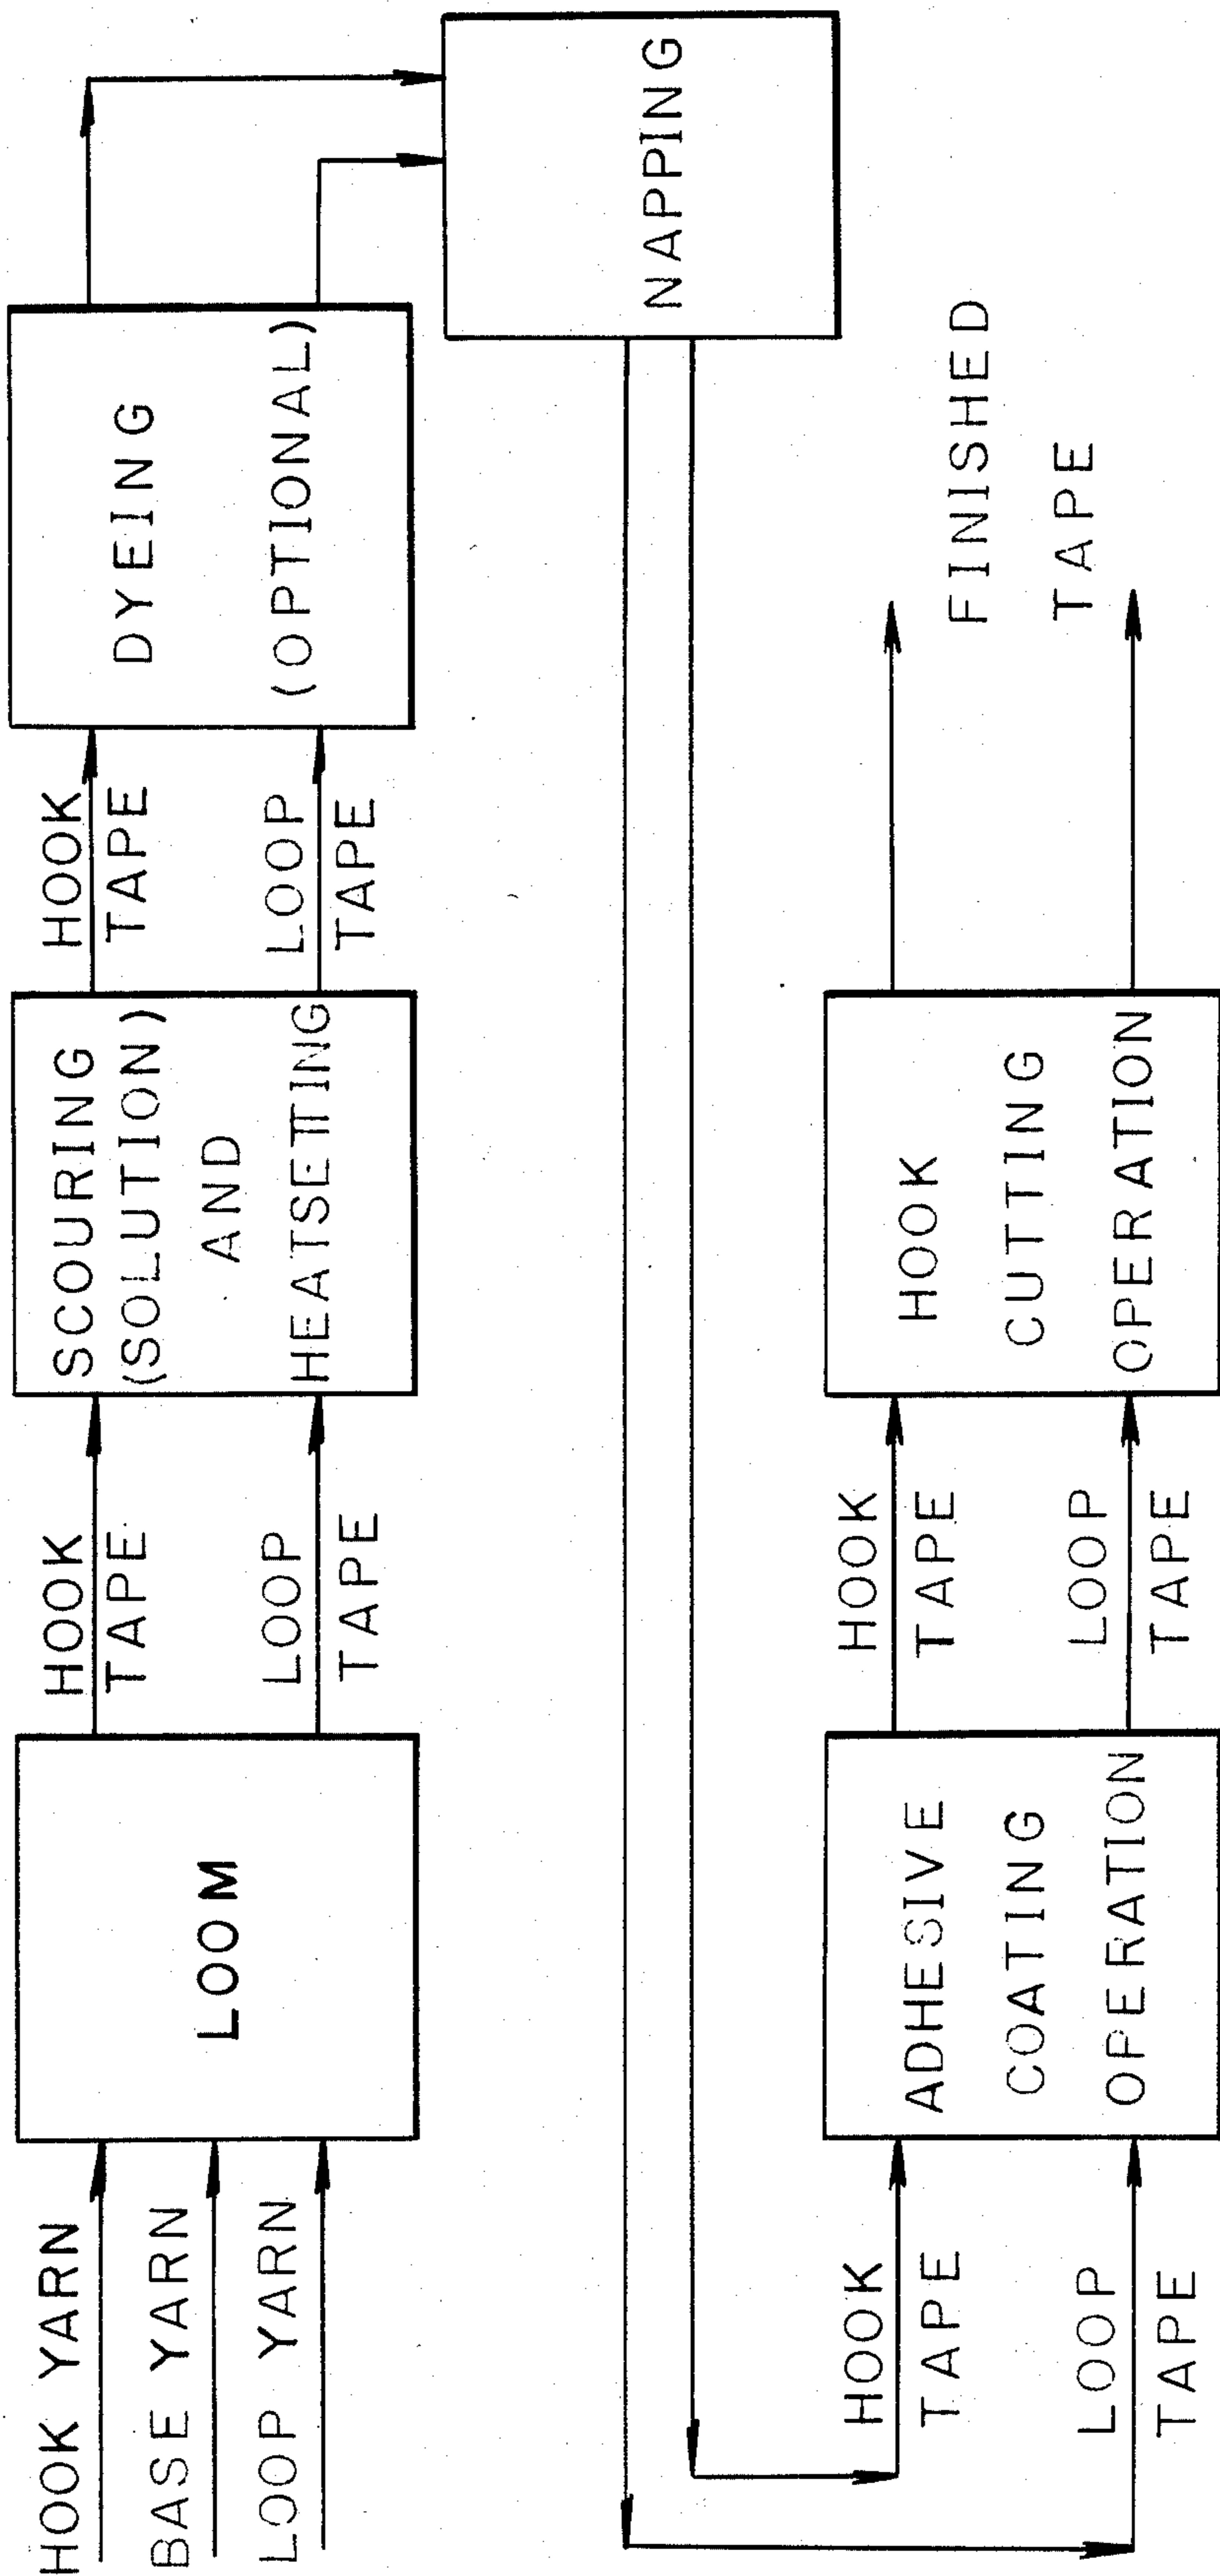 HOOK YARN
BASE YARN
LOOP YARN
LOOM
HOOK
TAPE
LOOP
TAPE
SCOURING
(SOLUTION)
AND
HEATSETTING
HOOK
TAPE
LOOP
TAPE
DYEING
(OPTIONAL)
NAPPING
HOOK
TAPE
LOOP
TAPE
ADHESIVE
COATING
OPERATION
HOOK
TAPE
LOOP
TAPE
HOOK
CUTTING
OPERATION
FINISHED
TAPE